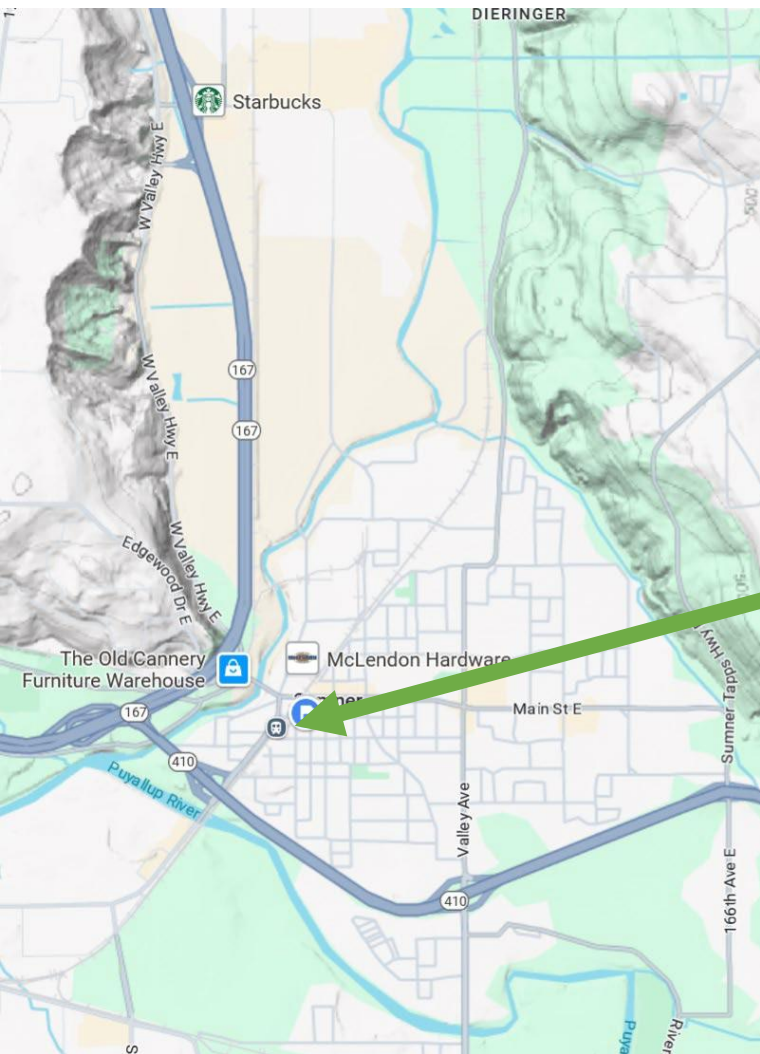 DIERINGER
Starbucks
W Valley Hwy E
500
167
W Valley Hwy E
167
W Valley Hwy E
Edgewood Dr E
The Old Cannery
Furniture Warehouse
McLendon Hardware
Sumner Tapps Hwy
Main St E
167
410
Puyallup River
Valley Ave
410
166th Ave E
S